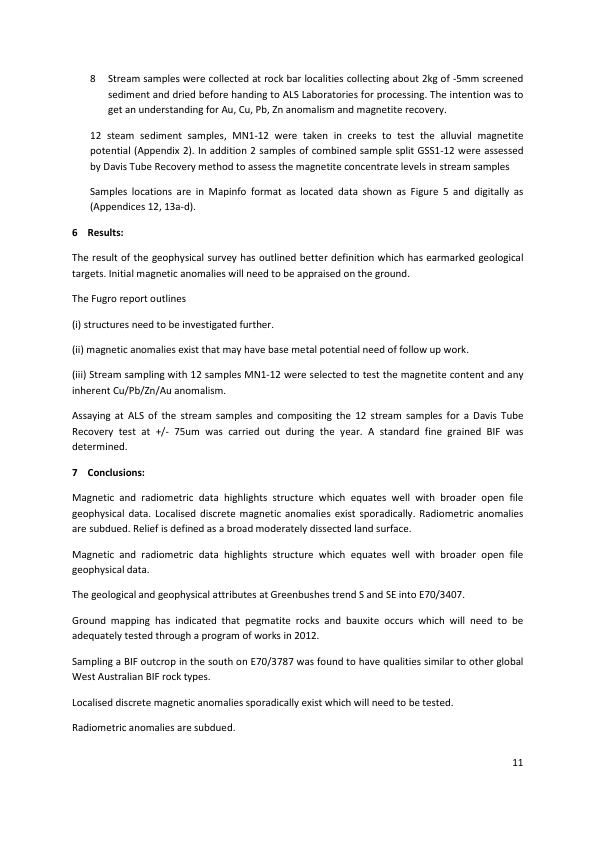 8 Stream samples were collected at rock bar localities collecting about 2kg of -5mm screened
sediment and dried before handing to ALS Laboratories for processing. The intention was to
get an understanding for Au, Cu, Pb, Zn anomalism and magnetite recovery.
12 steam sediment samples, MN1-12 were taken in creeks to test the alluvial magnetite
potential (Appendix 2). In addition 2 samples of combined sample split GSS1-12 were assessed
by Davis Tube Recovery method to assess the magnetite concentrate levels in stream samples
Samples locations are in Mapinfo format as located data shown as Figure 5 and digitally as
(Appendices 12, 13a-d).
6 Results:
The result of the geophysical survey has outlined better definition which has earmarked geological
targets. Initial magnetic anomalies will need to be appraised on the ground.
The Fugro report outlines
(i) structures need to be investigated further.
(ii) magnetic anomalies exist that may have base metal potential need of follow up work.
(iii) Stream sampling with 12 samples MN1-12 were selected to test the magnetite content and any
inherent Cu/Pb/Zn/Au anomalism.
Assaying at ALS of the stream samples and compositing the 12 stream samples for a Davis Tube
Recovery test at +/- 75um was carried out during the year. A standard fine grained BIF was
determined.
7 Conclusions:
Magnetic and radiometric data highlights structure which equates well with broader open file
geophysical data. Localised discrete magnetic anomalies exist sporadically. Radiometric anomalies
are subdued. Relief is defined as a broad moderately dissected land surface.
Magnetic and radiometric data highlights structure which equates well with broader open file
geophysical data.
The geological and geophysical attributes at Greenbushes trend S and SE into E70/3407.
Ground mapping has indicated that pegmatite rocks and bauxite occurs which will need to be
adequately tested through a program of works in 2012.
Sampling a BIF outcrop in the south on E70/3787 was found to have qualities similar to other global
West Australian BIF rock types.
Localised discrete magnetic anomalies sporadically exist which will need to be tested.
Radiometric anomalies are subdued.
11